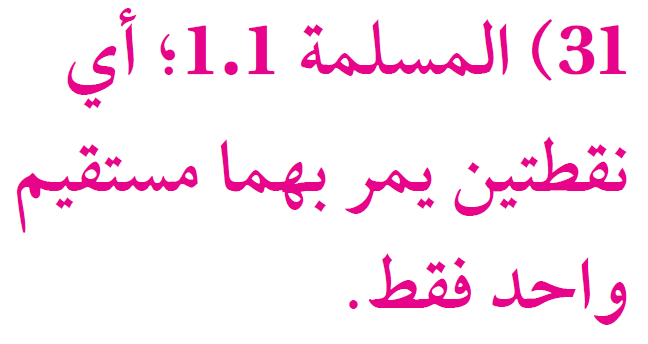 31) المسلمة 1.1؛ أي
نقطتين يمر بهما مستقيم
واحد فقط.